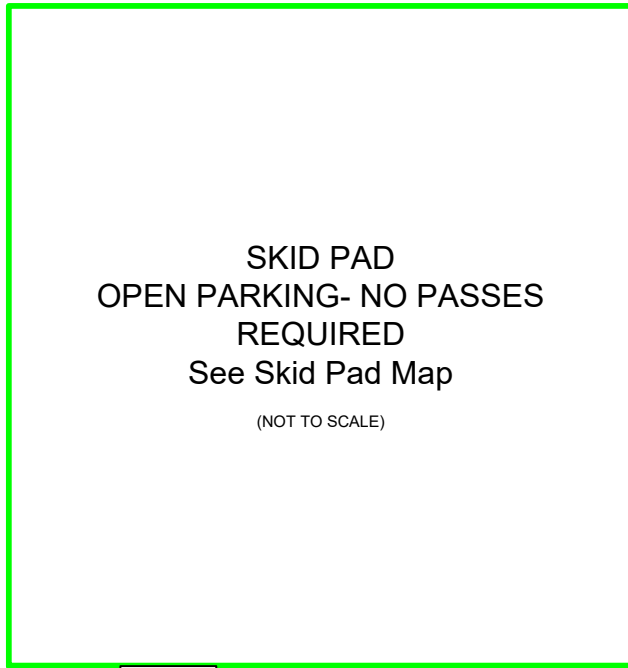 SKID PAD
OPEN PARKING- NO PASSES
REQUIRED
See Skid Pad Map
(NOT TO SCALE)